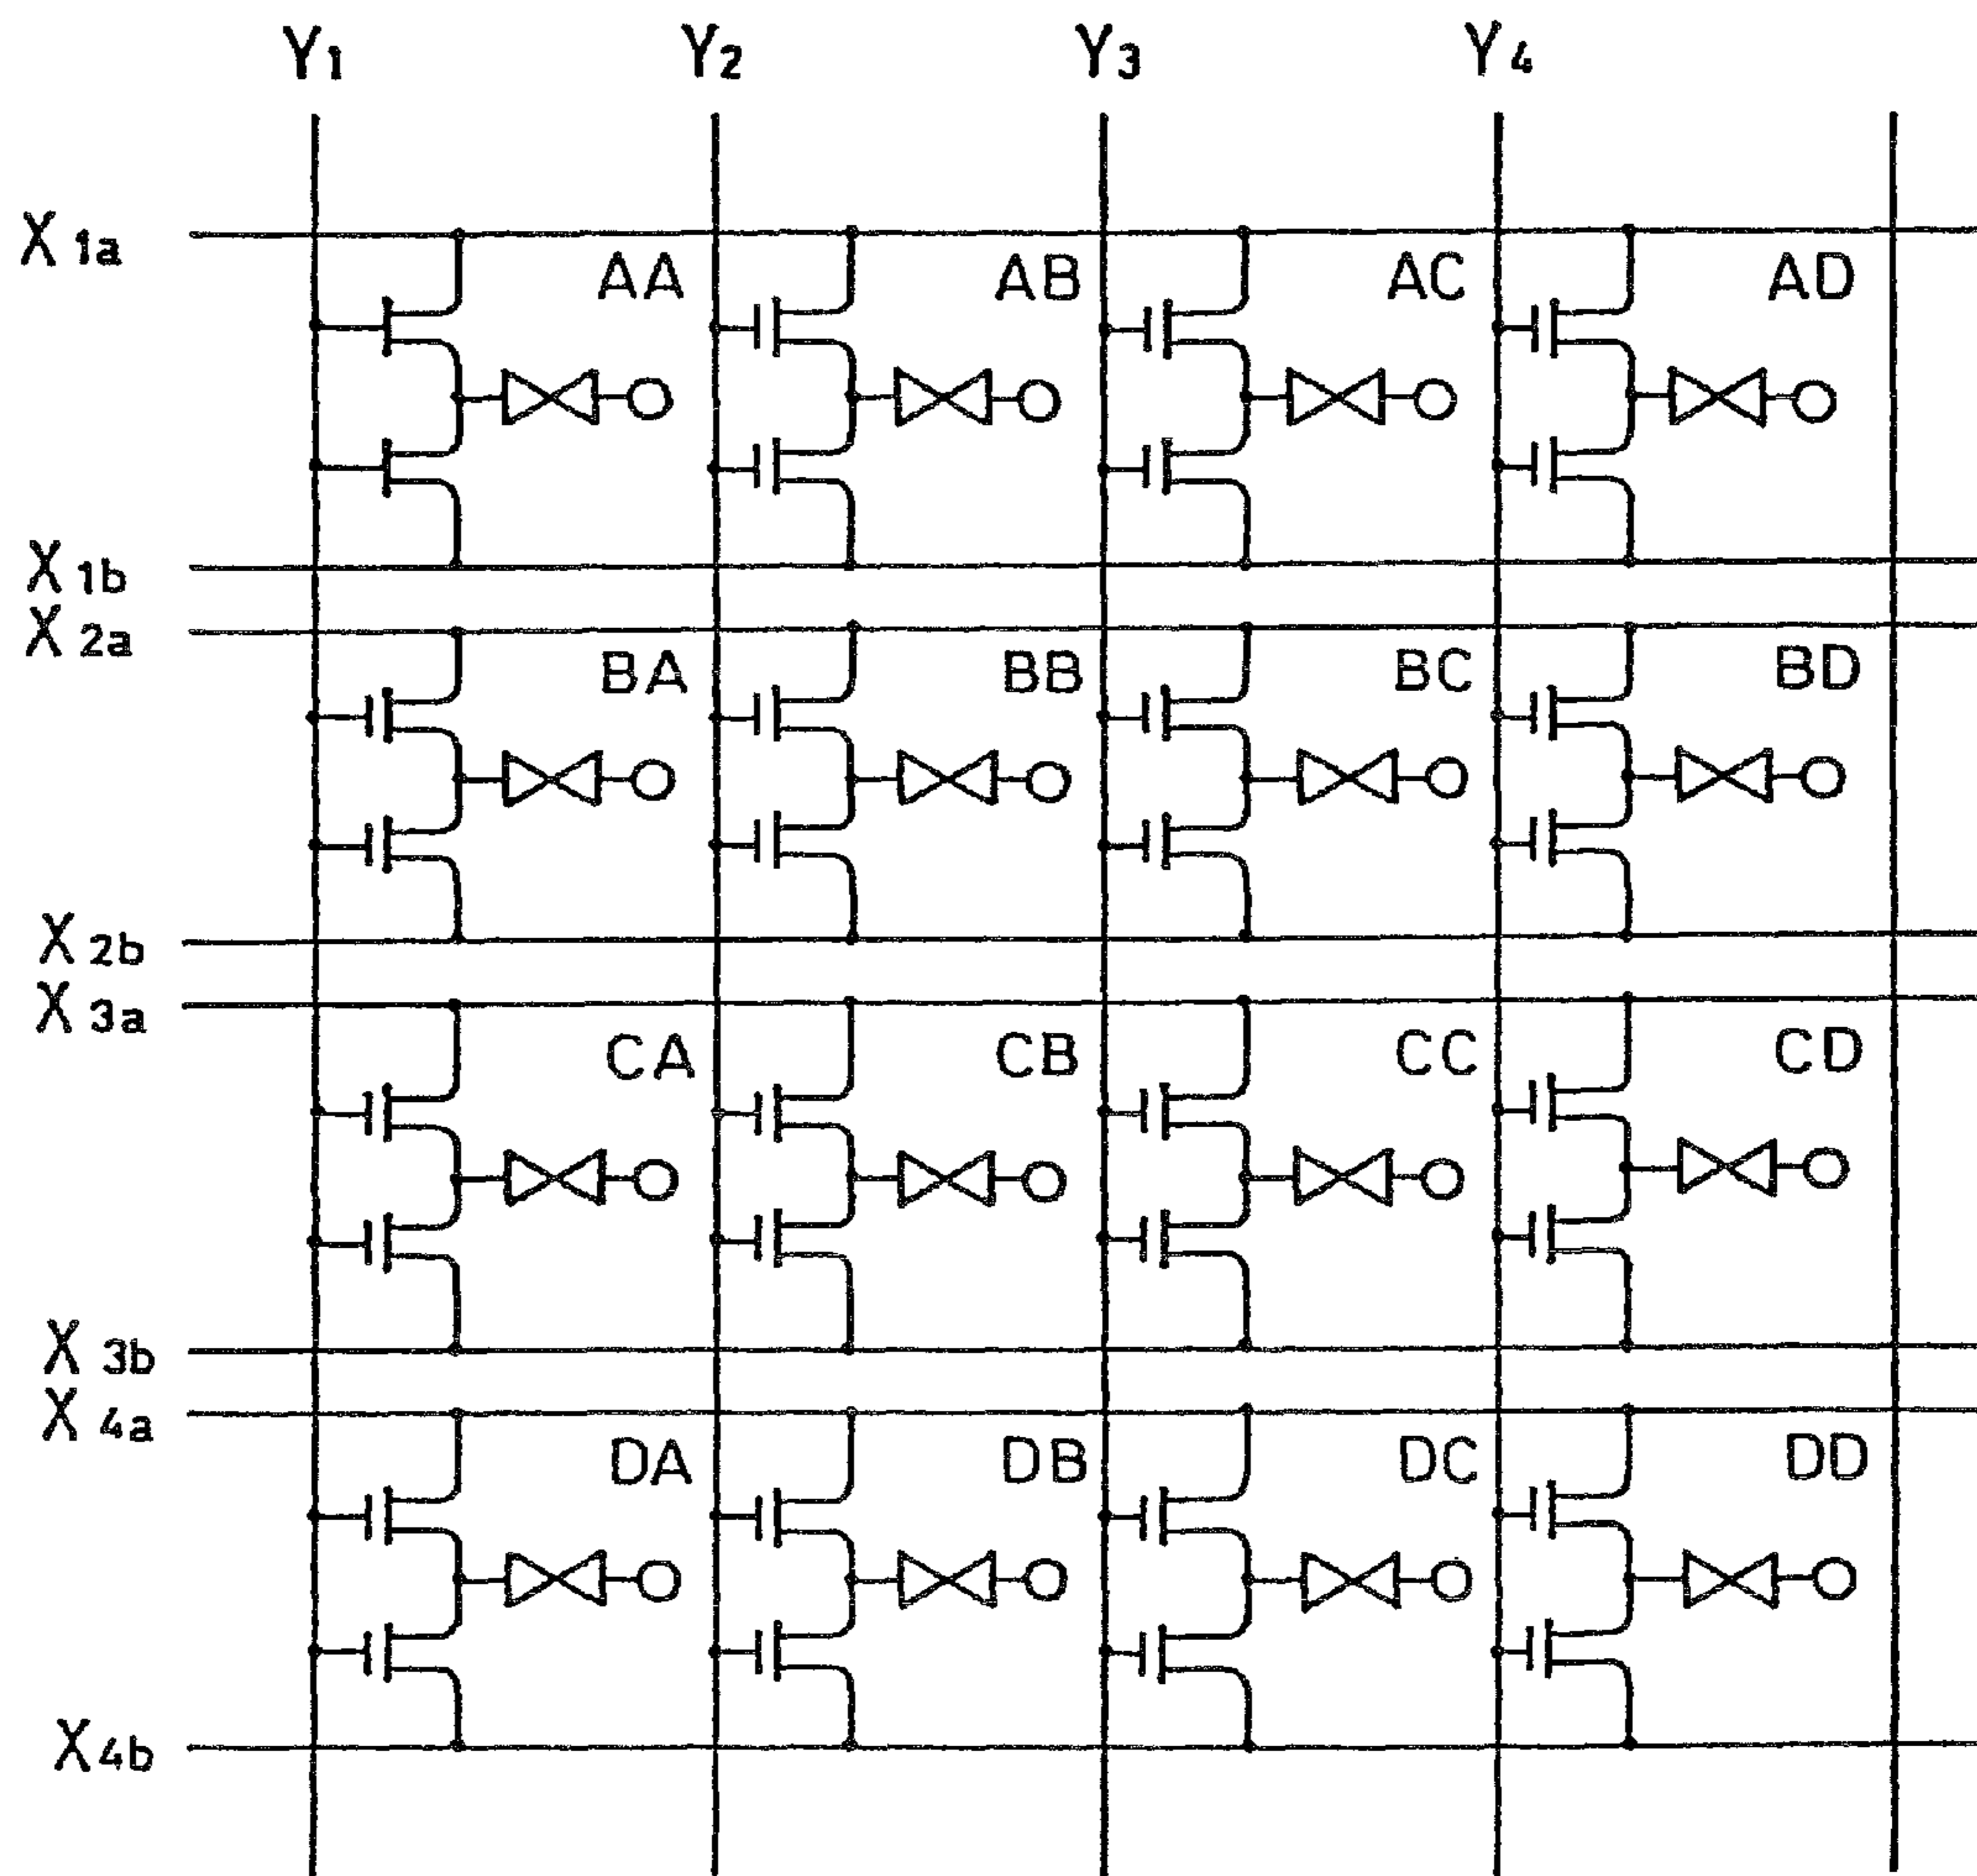 Y1 Y2 Y3 Y4
X1a
AA AB AC AD
X1b
X2a
BA BB BC BD
X2b
X3a
CA CB CC CD
X3b
X4a
DA DB DC DD
X4b